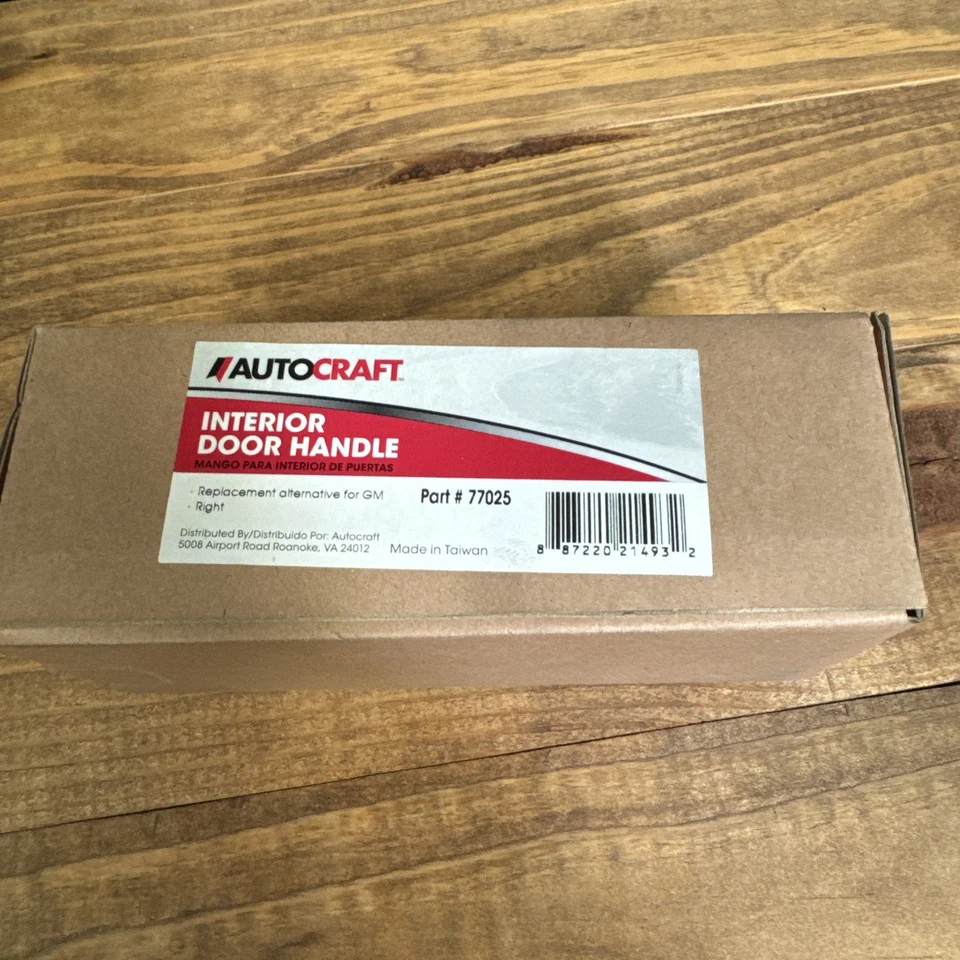 AUTOCRAFT
INTERIOR
DOOR HANDLE
MANGO PARA INTERIOR DE PUERTAS
· Replacement alternative for GM
· Right
Part # 77025
Distributed By/Distribuido Por: Autocraft
5008 Airport Road Roanoke, VA 24012
Made in Taiwan
8 87220 21493 2